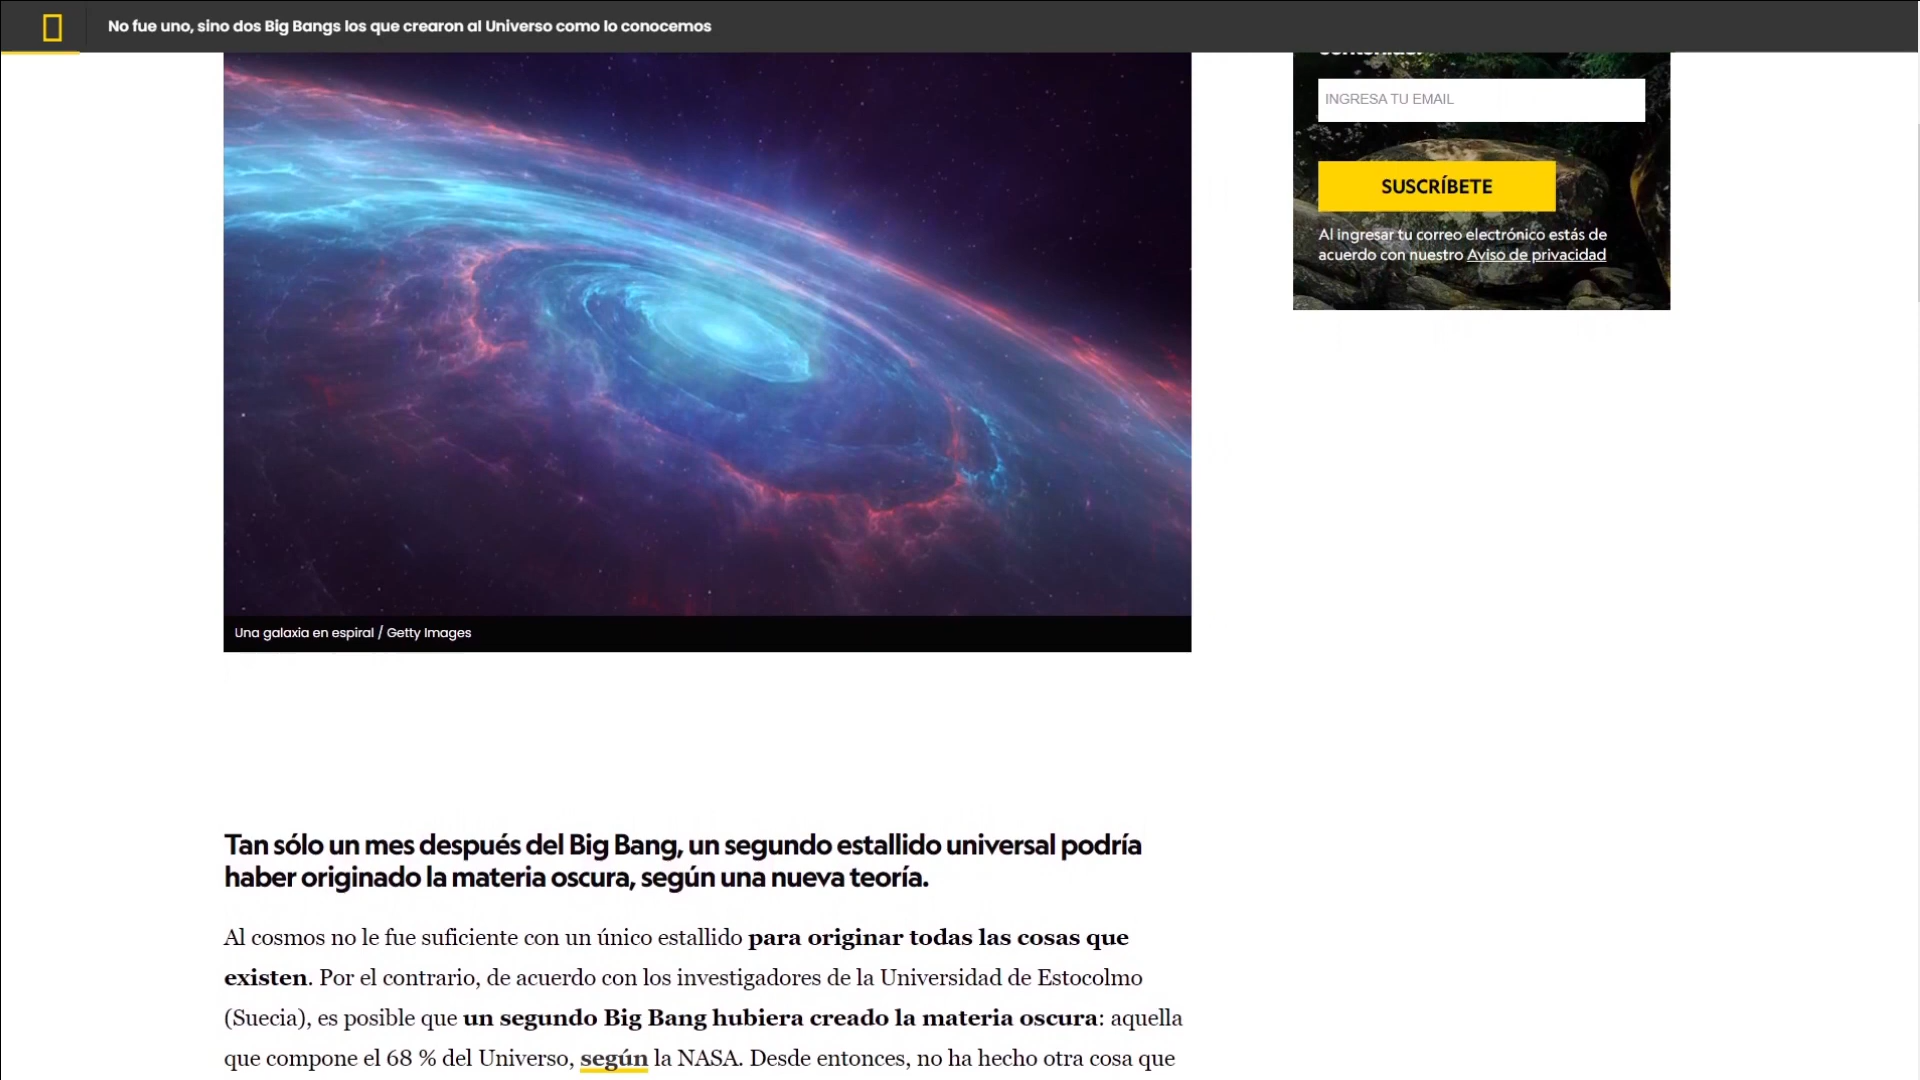 No fue uno, sino dos Big Bangs los que crearon al Universo como lo conocemos
INGRESA TU EMAIL
SUSCRÍBETE
Al ingresar tu correo electrónico estás de
acuerdo con nuestro Aviso de privacidad
Una galaxia en espiral / Getty Images
Tan sólo un mes después del Big Bang, un segundo estallido universal podría
haber originado la materia oscura, según una nueva teoría.
Al cosmos no le fue suficiente con un único estallido para originar todas las cosas que
existen. Por el contrario, de acuerdo con los investigadores de la Universidad de Estocolmo
(Suecia), es posible que un segundo Big Bang hubiera creado la materia oscura: aquella
que compone el 68 % del Universo, según la NASA. Desde entonces, no ha hecho otra cosa que